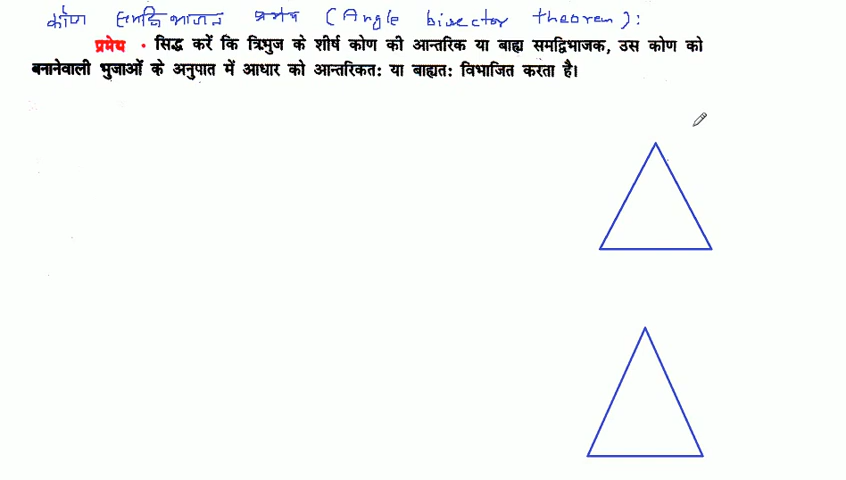 कोण समद्विभाजन प्रमेय (Angle bisector theorem):
प्रमेय • सिद्ध करें कि त्रिभुज के शीर्ष कोण की आन्तरिक या बाह्य समद्विभाजक, उस कोण को
बनानेवाली भुजाओं के अनुपात में आधार को आन्तरिकतः या बाह्यतः विभाजित करता है।